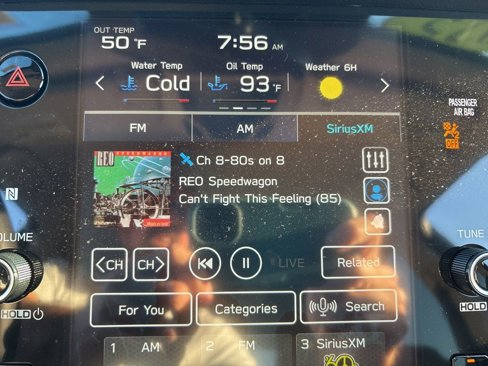 OUT TEMP
50 °F
7:56 AM
Water Temp
Oil Temp
Weather 6H
Cold
93 °F
PASSENGER
AIR BAG
OFF
FM
AM
SiriusXM
REO SPEEDWAGON
Ch 8-80s on 8
REO Speedwagon
Can't Fight This Feeling (85)
VOLUME
TUNE
<CH
CH>
LIVE
Related
HOLD
HOLD
For You
Categories
Search
1 AM
2 FM
3 SiriusXM